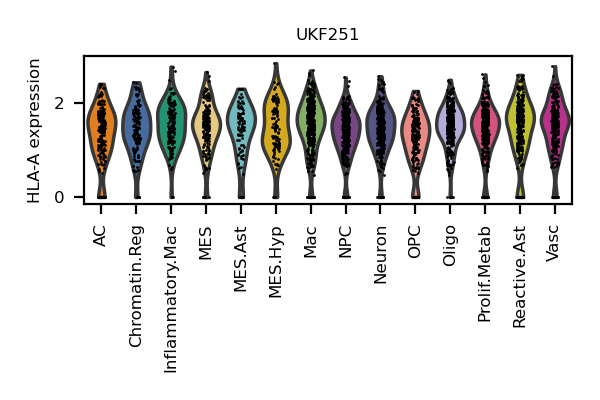 UKF251
HLA-A expression
2
0
AC
Chromatin.Reg
Inflammatory.Mac
MES
MES.Ast
MES.Hyp
Mac
NPC
Neuron
OPC
Oligo
Prolif.Metab
Reactive.Ast
Vasc